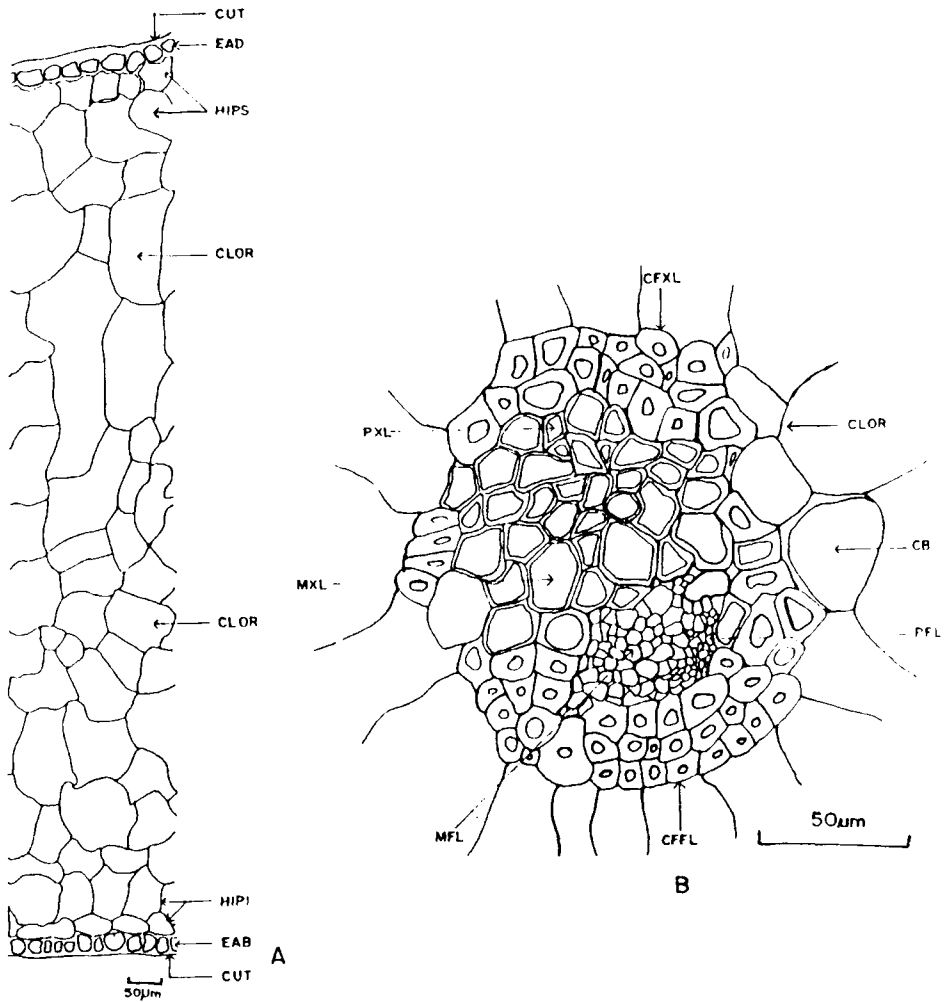 CUT
EAD
HIPS
CLOR
CLOR
HIPI
EAB
CUT
50µm
A
CFXL
PXL
CLOR
CB
MXL
PFL
MFL
CFFL
50µm
B